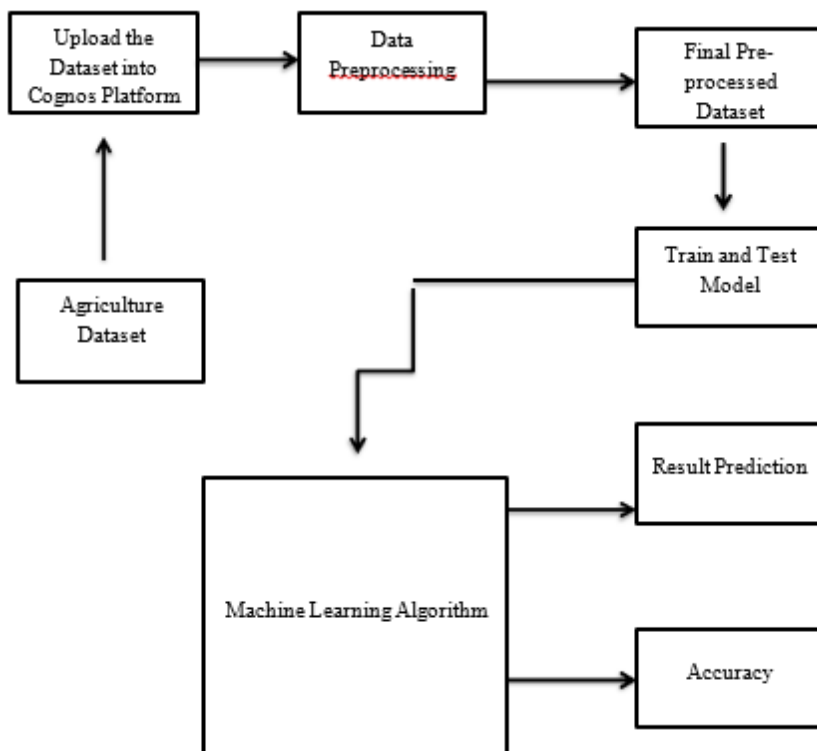 Upload the
Dataset into
Cognos Platform
Data
Preprocessing
Final Pre-
processed
Dataset
Agriculture
Dataset
Train and Test
Model
Result Prediction
Machine Learning Algorithm
Accuracy